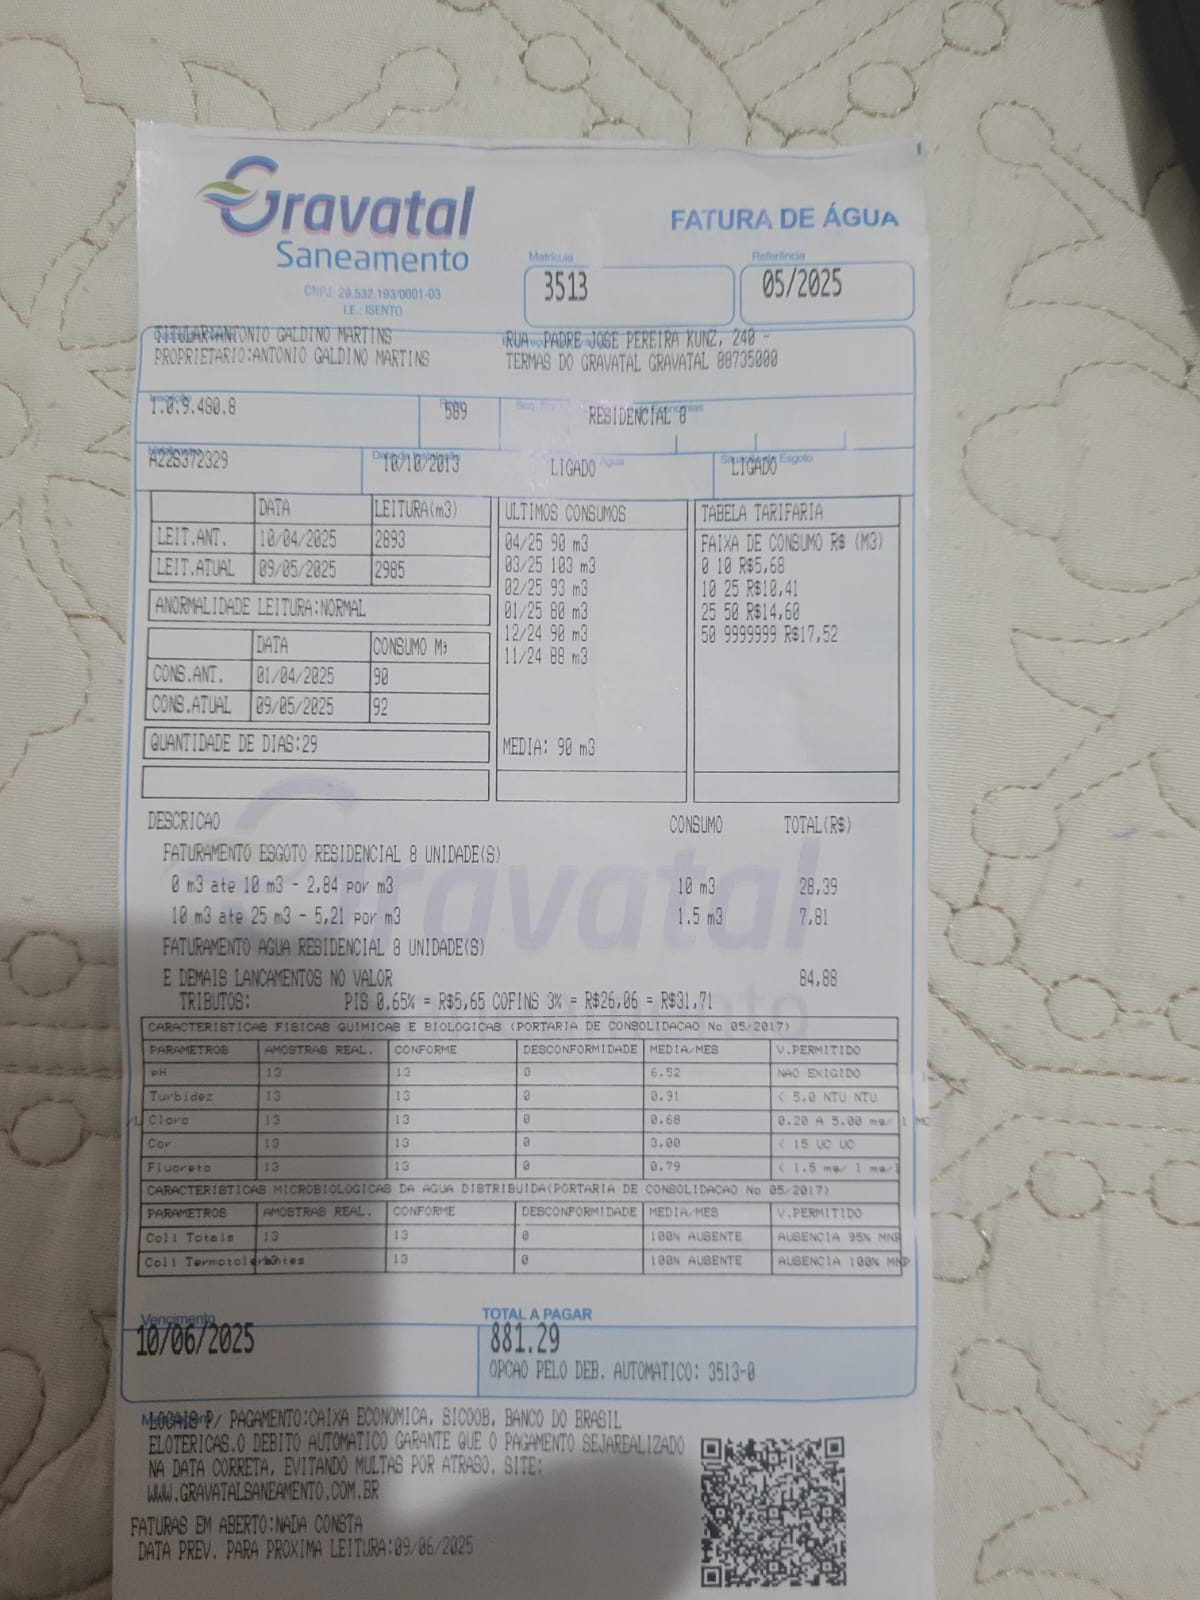 Gravatal
Saneamento
CNPJ: 29.532.193/0001-03
I.E.: ISENTO
FATURA DE ÁGUA
Matrícula
3513
Referência
05/2025
TITULAR:ANTONIO GALDINO MARTINS
PROPRIETARIO:ANTONIO GALDINO MARTINS
RUA PADRE JOSE PEREIRA KUNZ, 240 -
TERMAS DO GRAVATAL GRAVATAL 88735000
1.0.9.480.8
589
RESIDENCIAL 8
A22S372329
10/10/2013
LIGADO
Situação de Esgoto
LIGADO
DATA LEITURA(m3)
LEIT.ANT. 10/04/2025 2893
LEIT.ATUAL 09/05/2025 2985
ANORMALIDADE LEITURA:NORMAL
DATA CONSUMO M3
CONS.ANT. 01/04/2025 90
CONS.ATUAL 09/05/2025 92
QUANTIDADE DE DIAS:29
ULTIMOS CONSUMOS
04/25 90 m3
03/25 103 m3
02/25 93 m3
01/25 80 m3
12/24 90 m3
11/24 88 m3
MEDIA: 90 m3
TABELA TARIFARIA
FAIXA DE CONSUMO R$ (M3)
0 10 R$5,68
10 25 R$10,41
25 50 R$14,60
50 9999999 R$17,52
DESCRICAO CONSUMO TOTAL(R$)
FATURAMENTO ESGOTO RESIDENCIAL 8 UNIDADE(S)
0 m3 ate 10 m3 - 2,84 por m3 10 m3 28,39
10 m3 ate 25 m3 - 5,21 por m3 1.5 m3 7,81
FATURAMENTO AGUA RESIDENCIAL 8 UNIDADE(S)
E DEMAIS LANCAMENTOS NO VALOR 84,88
TRIBUTOS: PIS 0,65% = R$5,65 COFINS 3% = R$26,06 = R$31,71
CARACTERISTICAS FISICAS QUIMICAS E BIOLOGICAS (PORTARIA DE CONSOLIDACAO No 05/2017)
PARAMETROS AMOSTRAS REAL. CONFORME DESCONFORMIDADE MEDIA/MES V.PERMITIDO
pH 13 13 0 6.52 NAO EXIGIDO
Turbidez 13 13 0 0.91 < 5.0 NTU NTU
Cloro 13 13 0 0.68 0.20 A 5.00 mg/ l MG
Cor 13 13 0 3.00 < 15 UC UC
Fluoreto 13 13 0 0.79 < 1.5 mg/ l mg/l
CARACTERISTICAS MICROBIOLOGICAS DA AGUA DISTRIBUIDA(PORTARIA DE CONSOLIDACAO No 05/2017)
PARAMETROS AMOSTRAS REAL. CONFORME DESCONFORMIDADE MEDIA/MES V.PERMITIDO
Coli Totais 13 13 0 100% AUSENTE AUSENCIA 95% MNP
Coli Termotolerantes 13 13 0 100% AUSENTE AUSENCIA 100% MNP
Vencimento
10/06/2025
TOTAL A PAGAR
881.29
OPCAO PELO DEB. AUTOMATICO: 3513-0
LOCAIS P/ PAGAMENTO:CAIXA ECONOMICA, SICOOB, BANCO DO BRASIL
ELOTERICAS.O DEBITO AUTOMATICO GARANTE QUE O PAGAMENTO SEJAREALIZADO
NA DATA CORRETA, EVITANDO MULTAS POR ATRASO. SITE:
WWW.GRAVATALSANEAMENTO.COM.BR
FATURAS EM ABERTO:NADA CONSTA
DATA PREV. PARA PROXIMA LEITURA:09/06/2025